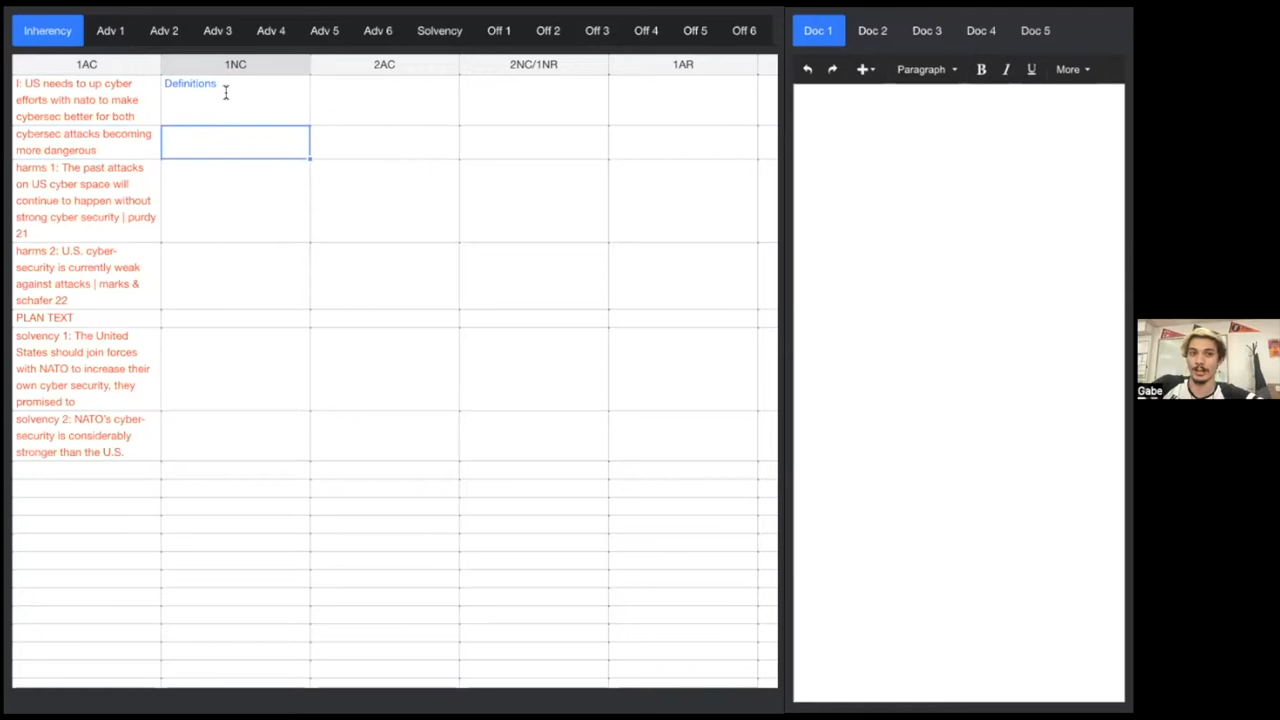 Inherency Adv 1 Adv 2 Adv 3 Adv 4 Adv 5 Adv 6 Solvency Off 1 Off 2 Off 3 Off 4 Off 5 Off 6
Doc 1 Doc 2 Doc 3 Doc 4 Doc 5
Paragraph B I U More
1AC 1NC 2AC 2NC/1NR 1AR
I: US needs to up cyber
efforts with nato to make
cybersec better for both
Definitions
cybersec attacks becoming
more dangerous
harms 1: The past attacks
on US cyber space will
continue to happen without
strong cyber security | purdy
21
harms 2: U.S. cyber-
security is currently weak
against attacks | marks &
schafer 22
PLAN TEXT
solvency 1: The United
States should join forces
with NATO to increase their
own cyber security, they
promised to
solvency 2: NATO's cyber-
security is considerably
stronger than the U.S.
Gabe